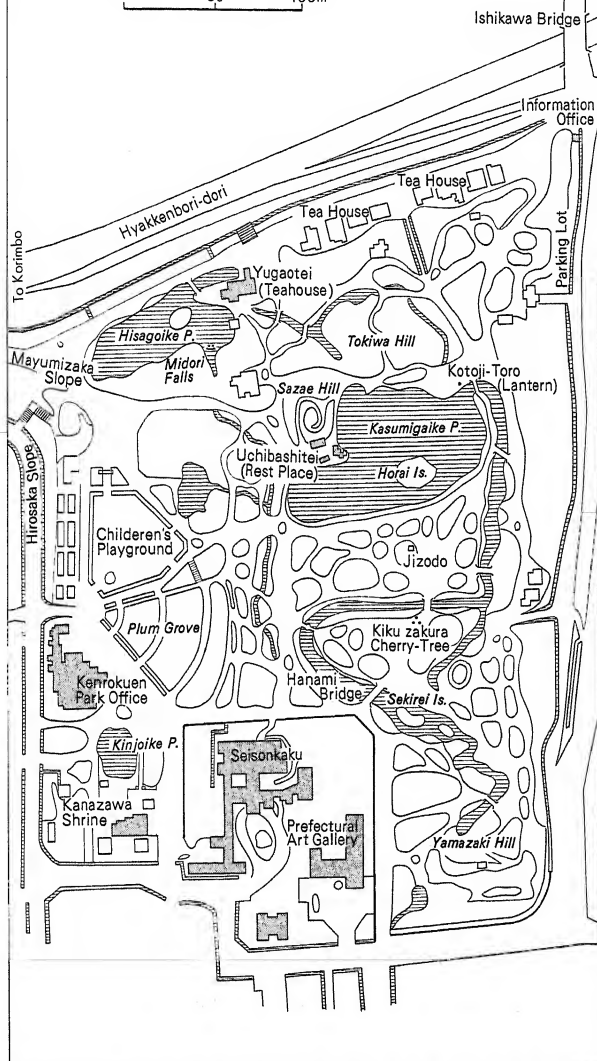 Ishikawa Bridge
Information
Office
Hyakkenbori-dori
Tea House
Tea House
Parking Lot
To Korimbo
Yugaotei
(Teahouse)
Hisagoike P.
Tokiwa Hill
Mayumizaka
Slope
Midori
Falls
Kotoji-Toro
(Lantern)
Sazae Hill
Kasumigaike P.
Hirosaka Slope
Uchibashitei
(Rest Place)
Horai Is.
Childeren's
Playground
Jizodo
Plum Grove
Kiku zakura
Cherry-Tree
Kenrokuen
Park Office
Hanami
Bridge
Sekirei Is.
Kinjoike P.
Seisonkaku
Kanazawa
Shrine
Prefectural
Art Gallery
Yamazaki Hill